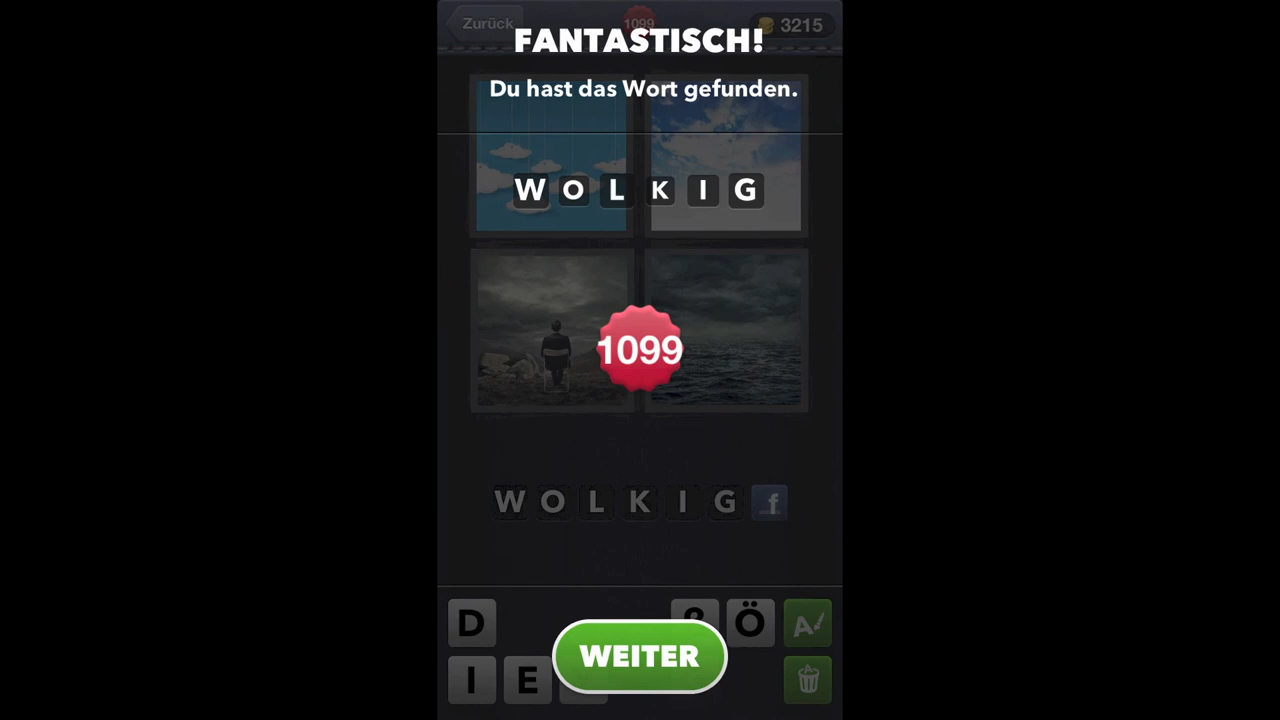 Zurück 1099 3215
FANTASTISCH!
Du hast das Wort gefunden.
WOLKIG
1099
WOLKIG f
D Ö A
I E
WEITER